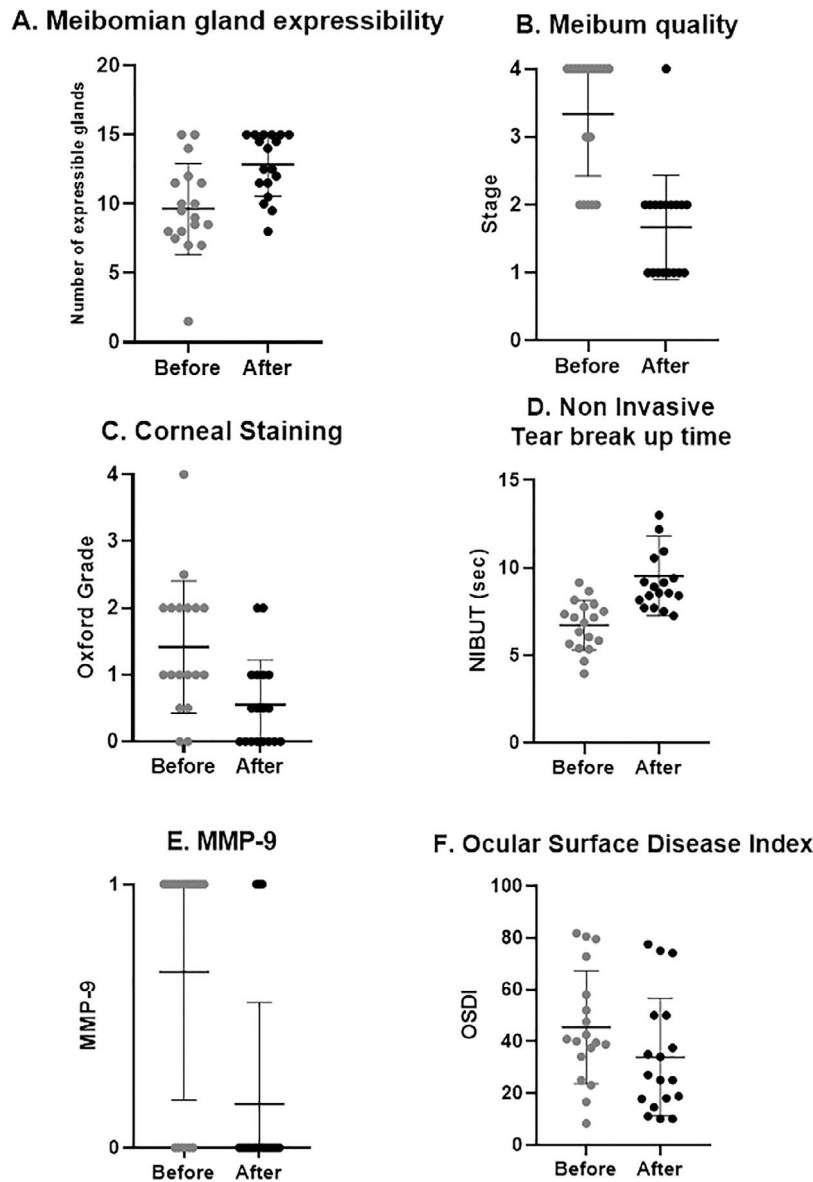 A. Meibomian gland expressibility
Number of expressible glands
20
15
10
5
0
Before After
B. Meibum quality
Stage
4
3
2
1
0
Before After
C. Corneal Staining
Oxford Grade
4
3
2
1
0
Before After
D. Non Invasive
Tear break up time
NIBUT (sec)
15
10
5
0
Before After
E. MMP-9
MMP-9
1
0
Before After
F. Ocular Surface Disease Index
OSDI
100
80
60
40
20
0
Before After